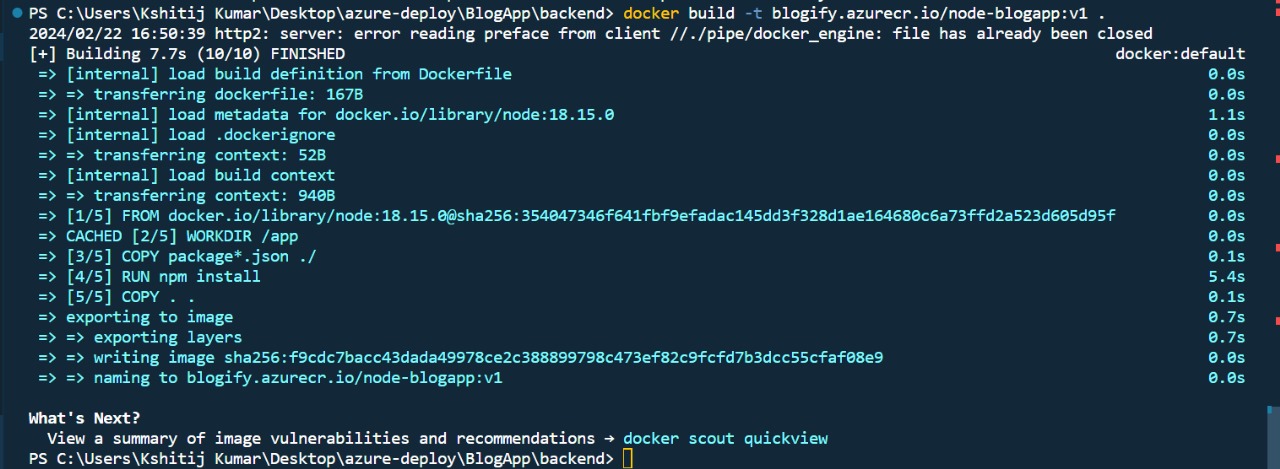 PS C:\Users\Kshitij Kumar\Desktop\azure-deploy\BlogApp\backend> docker build -t blogify.azurecr.io/node-blogapp:v1 .
2024/02/22 16:50:39 http2: server: error reading preface from client //./pipe/docker_engine: file has already been closed
[+] Building 7.7s (10/10) FINISHED docker:default
=> [internal] load build definition from Dockerfile 0.0s
=> => transferring dockerfile: 167B 0.0s
=> [internal] load metadata for docker.io/library/node:18.15.0 1.1s
=> [internal] load .dockerignore 0.0s
=> => transferring context: 52B 0.0s
=> [internal] load build context 0.0s
=> => transferring context: 940B 0.0s
=> [1/5] FROM docker.io/library/node:18.15.0@sha256:354047346f641fbf9efadac145dd3f328d1ae164680c6a73ffd2a523d605d95f 0.0s
=> CACHED [2/5] WORKDIR /app 0.0s
=> [3/5] COPY package*.json ./ 0.1s
=> [4/5] RUN npm install 5.4s
=> [5/5] COPY . . 0.1s
=> exporting to image 0.7s
=> => exporting layers 0.7s
=> => writing image sha256:f9cdc7bacc43dada49978ce2c388899798c473ef82c9fcfd7b3dcc55cfaf08e9 0.0s
=> => naming to blogify.azurecr.io/node-blogapp:v1 0.0s
What's Next?
View a summary of image vulnerabilities and recommendations → docker scout quickview
PS C:\Users\Kshitij Kumar\Desktop\azure-deploy\BlogApp\backend>